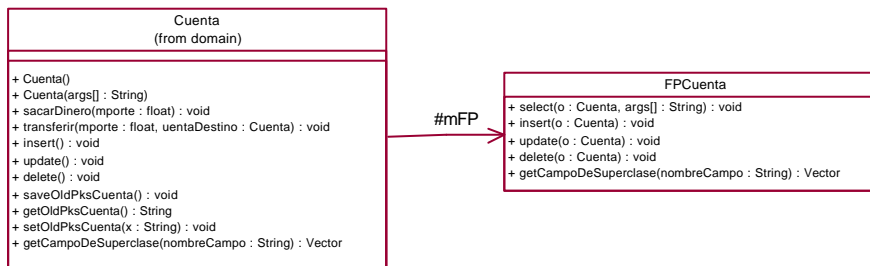 Cuenta
(from domain)
+ Cuenta()
+ Cuenta(args[] : String)
+ sacarDinero(mporte : float) : void
+ transferir(mporte : float, uentaDestino : Cuenta) : void
+ insert() : void
+ update() : void
+ delete() : void
+ saveOldPksCuenta() : void
+ getOldPksCuenta() : String
+ setOldPksCuenta(x : String) : void
+ getCampoDeSuperclase(nombreCampo : String) : Vector
#mFP
FPCuenta
+ select(o : Cuenta, args[] : String) : void
+ insert(o : Cuenta) : void
+ update(o : Cuenta) : void
+ delete(o : Cuenta) : void
+ getCampoDeSuperclase(nombreCampo : String) : Vector